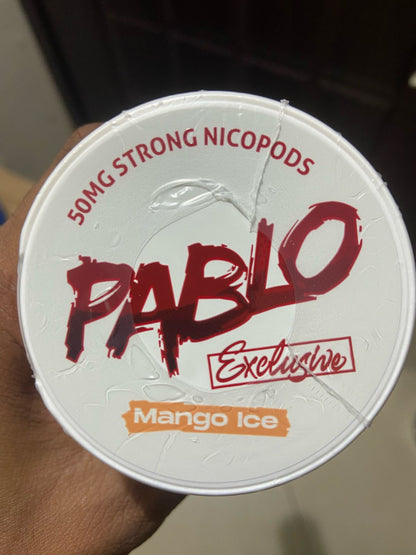 50MG STRONG NICOPODS
PABLO
Exclusive
Mango Ice